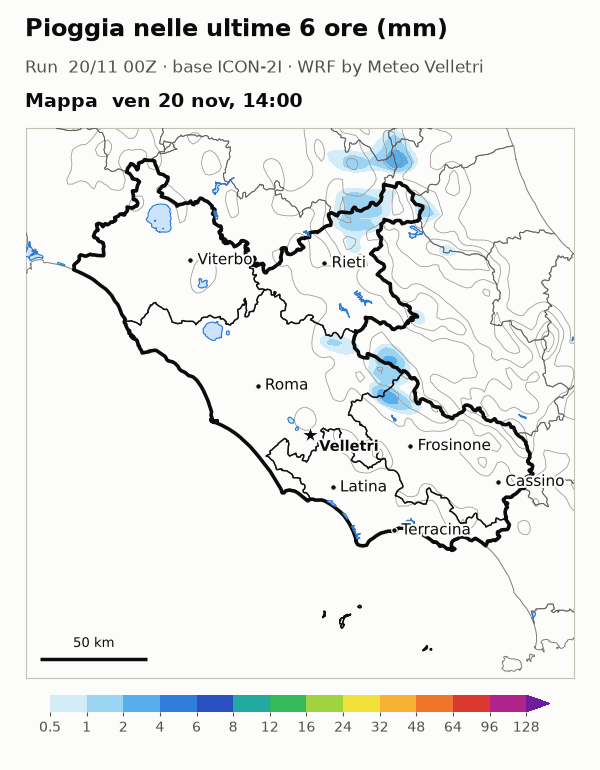 Pioggia nelle ultime 6 ore (mm)
Run  20/11 00Z · base ICON-2I · WRF by Meteo Velletri
Mappa  ven 20 nov, 14:00
Viterbo
Rieti
Roma
Velletri
Frosinone
Latina
Cassino
Terracina
50 km
0.5 1 2 4 6 8 12 16 24 32 48 64 96 128